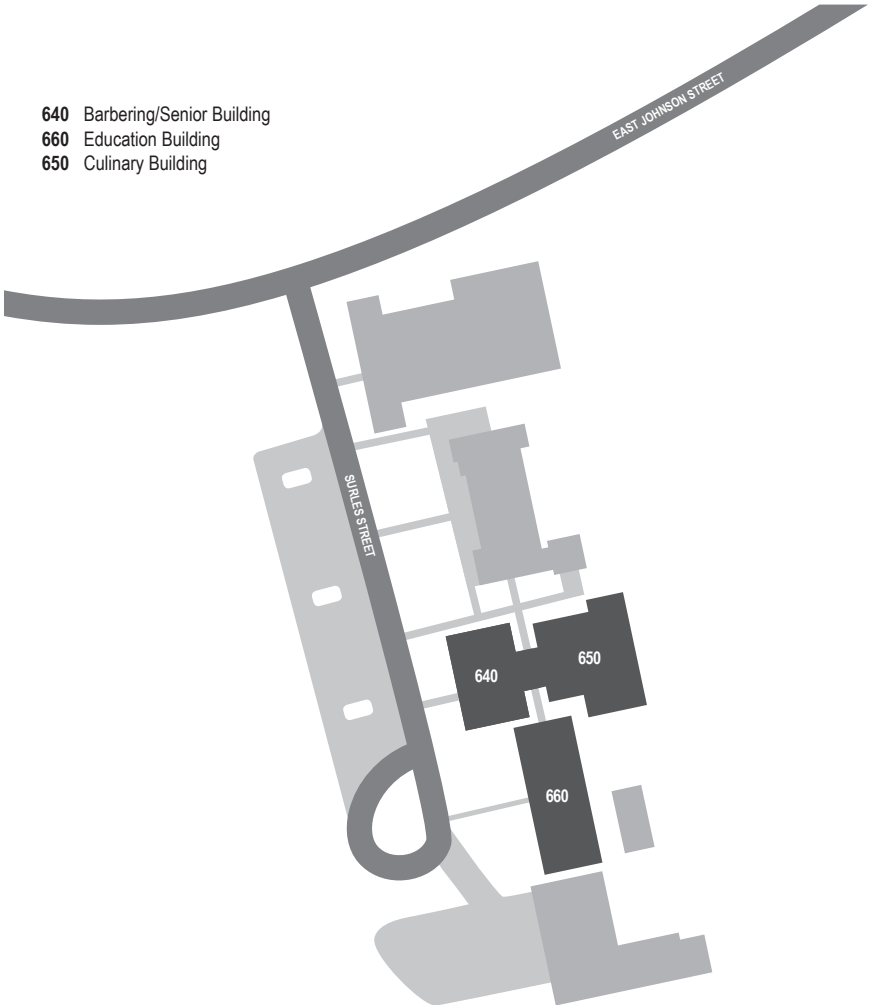 640 Barbering/Senior Building
660 Education Building
650 Culinary Building
EAST JOHNSON STREET
SURLES STREET
640
650
660